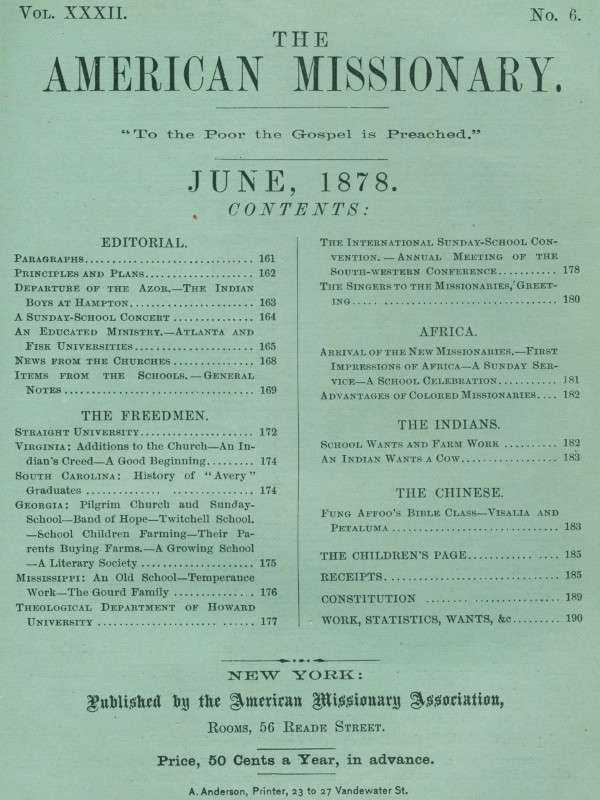 VOL. XXXII.
No. 6.
THE
AMERICAN MISSIONARY.
“To the Poor the Gospel is Preached.”
JUNE, 1878.
CONTENTS:
EDITORIAL.
PARAGRAPHS 161
PRINCIPLES AND PLANS 162
DEPARTURE OF THE AZOR.—THE INDIAN
BOYS AT HAMPTON 163
A SUNDAY-SCHOOL CONCERT 164
AN EDUCATED MINISTRY.—ATLANTA AND
FISK UNIVERSITIES 165
NEWS FROM THE CHURCHES 168
ITEMS FROM THE SCHOOLS.—GENERAL
NOTES 169
THE FREEDMEN.
STRAIGHT UNIVERSITY 172
VIRGINIA: Additions to the Church—An In-
dian’s Creed—A Good Beginning 174
SOUTH CAROLINA: History of “Avery”
Graduates 174
GEORGIA: Pilgrim Church and Sunday-
School—Band of Hope—Twitchell School.
—School Children Farming—Their Pa-
rents Buying Farms.—A Growing School
—A Literary Society 175
MISSISSIPPI: An Old School—Temperance
Work—The Gourd Family 176
THEOLOGICAL DEPARTMENT OF HOWARD
UNIVERSITY 177
THE INTERNATIONAL SUNDAY-SCHOOL CON-
VENTION.—ANNUAL MEETING OF THE
SOUTH-WESTERN CONFERENCE 178
THE SINGERS TO THE MISSIONARIES, GREET-
ING 180
AFRICA.
ARRIVAL OF THE NEW MISSIONARIES.—FIRST
IMPRESSIONS OF AFRICA—A SUNDAY SER-
VICE—A SCHOOL CELEBRATION 181
ADVANTAGES OF COLORED MISSIONARIES 182
THE INDIANS.
SCHOOL WANTS AND FARM WORK 182
AN INDIAN WANTS A COW 183
THE CHINESE.
FUNG AFFOO’S BIBLE CLASS—VISALIA AND
PETALUMA 183
THE CHILDREN’S PAGE 185
RECEIPTS 185
CONSTITUTION 189
WORK, STATISTICS, WANTS, &c 190
NEW YORK:
Published by the American Missionary Association,
ROOMS, 56 READE STREET.
Price, 50 Cents a Year, in advance.
A. Anderson, Printer, 23 to 27 Vandewater St.